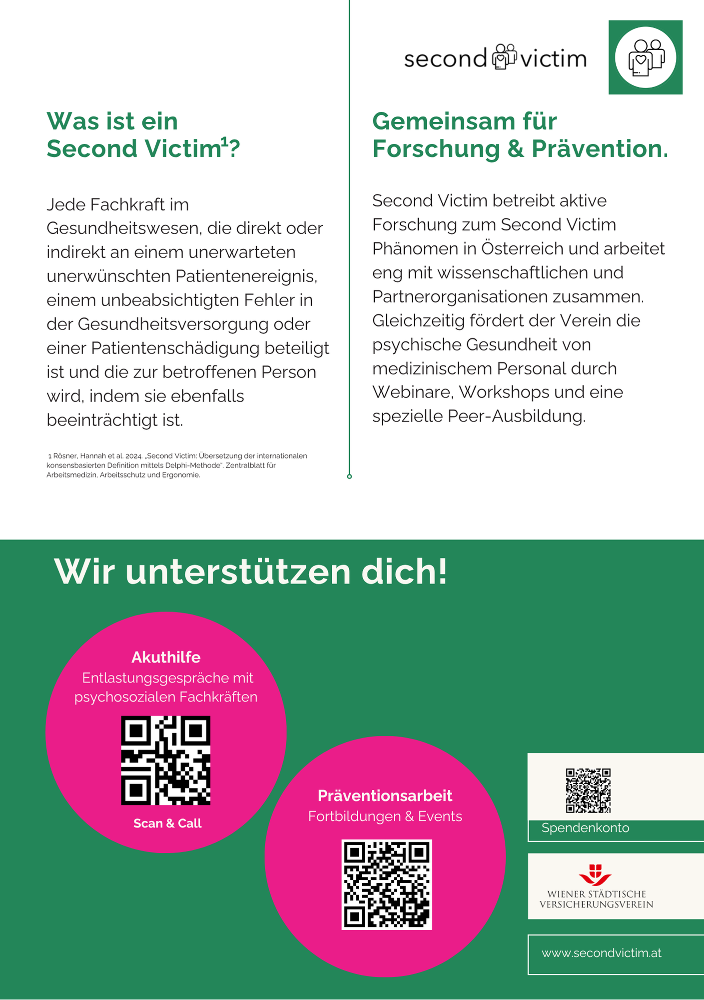 second victim
Was ist ein
Second Victim¹?
Jede Fachkraft im
Gesundheitswesen, die direkt oder
indirekt an einem unerwarteten
unerwünschten Patientenereignis,
einem unbeabsichtigten Fehler in
der Gesundheitsversorgung oder
einer Patientenschädigung beteiligt
ist und die zur betroffenen Person
wird, indem sie ebenfalls
beeinträchtigt ist.
1 Rösner, Hannah et al. 2024. „Second Victim: Übersetzung der internationalen
konsensbasierten Definition mittels Delphi-Methode“. Zentralblatt für
Arbeitsmedizin, Arbeitsschutz und Ergonomie.
Gemeinsam für
Forschung & Prävention.
Second Victim betreibt aktive
Forschung zum Second Victim
Phänomen in Österreich und arbeitet
eng mit wissenschaftlichen und
Partnerorganisationen zusammen.
Gleichzeitig fördert der Verein die
psychische Gesundheit von
medizinischem Personal durch
Webinare, Workshops und eine
spezielle Peer-Ausbildung.
Wir unterstützen dich!
Akuthilfe
Entlastungsgespräche mit
psychosozialen Fachkräften
Scan & Call
Präventionsarbeit
Fortbildungen & Events
Spendenkonto
WIENER STÄDTISCHE
VERSICHERUNGSVEREIN
www.secondvictim.at